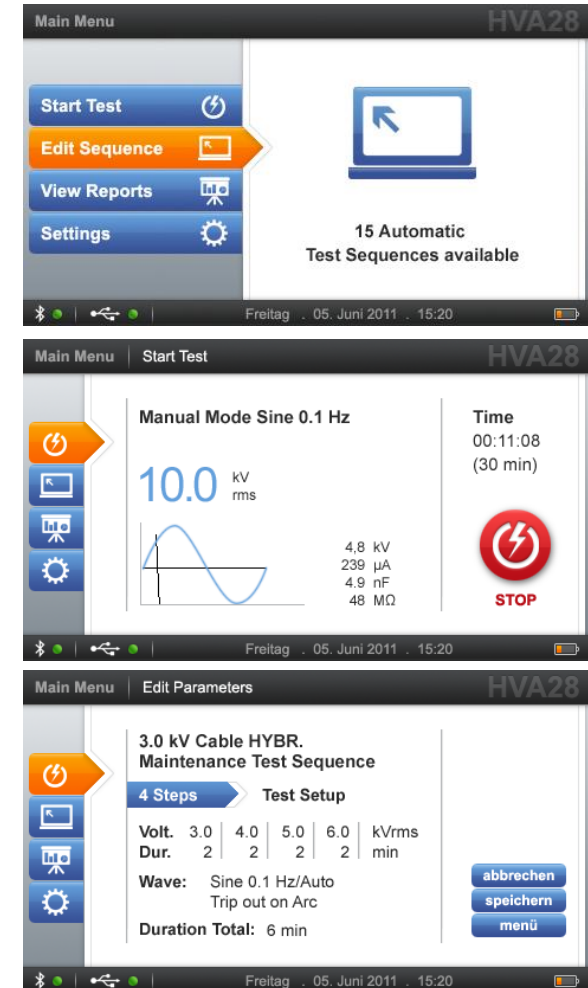 Main Menu HVA28
Start Test
Edit Sequence
View Reports
Settings
15 Automatic
Test Sequences available
Freitag . 05. Juni 2011 . 15:20
Main Menu Start Test HVA28
Manual Mode Sine 0.1 Hz
10.0 kV
rms
4,8 kV
239 µA
4.9 nF
48 MΩ
Time
00:11:08
(30 min)
STOP
Freitag . 05. Juni 2011 . 15:20
Main Menu Edit Parameters HVA28
3.0 kV Cable HYBR.
Maintenance Test Sequence
4 Steps Test Setup
Volt. 3.0 4.0 5.0 6.0 kVrms
Dur. 2 2 2 2 min
Wave: Sine 0.1 Hz/Auto
Trip out on Arc
Duration Total: 6 min
abbrechen
speichern
menü
Freitag . 05. Juni 2011 . 15:20